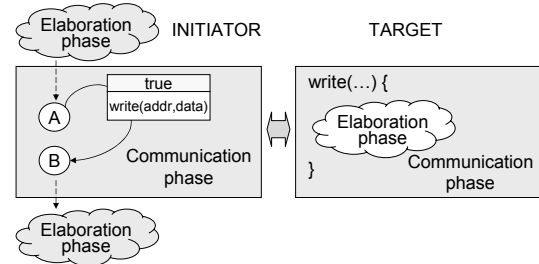 Elaboration
phase
INITIATOR
TARGET
true
write(addr,data)
A
B
Communication
phase
write(…) {
Elaboration
phase
}
Communication
phase
Elaboration
phase